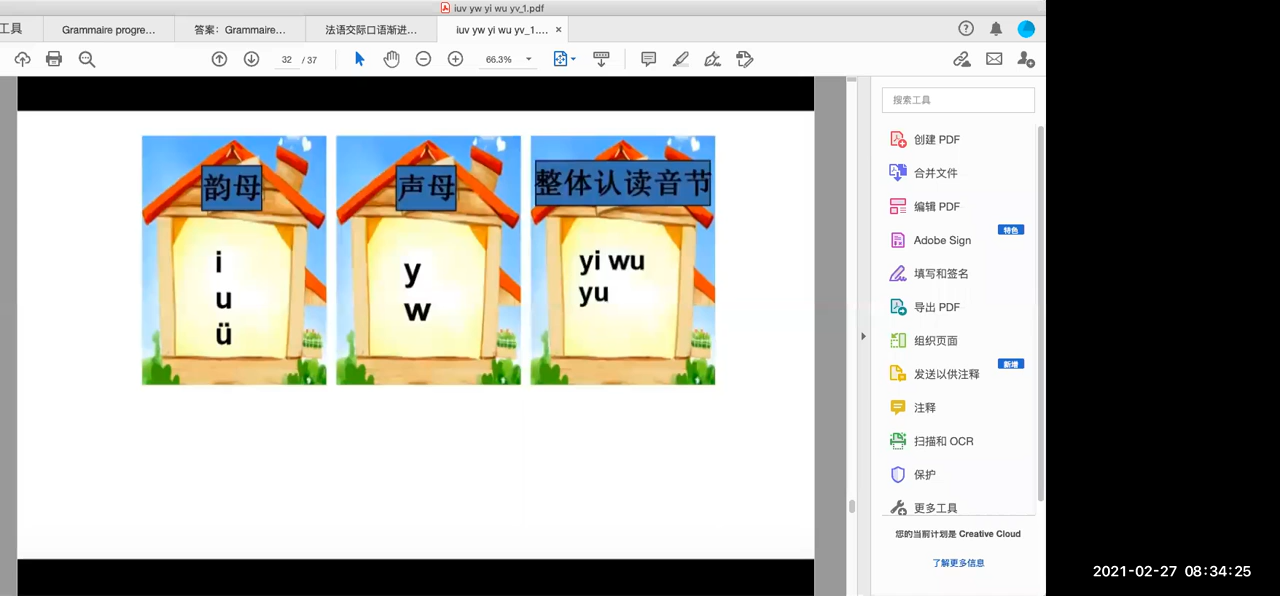 iuv yw yi wu yv_1.pdf
工具
Grammaire progre...
答案：Grammaire...
法语交际口语渐进...
iuv yw yi wu yv_1....
×
32 / 37
66.3%
韵母
i
u
ü
声母
y
w
整体认读音节
yi wu
yu
搜索工具
创建 PDF
合并文件
编辑 PDF
Adobe Sign
特色
填写和签名
导出 PDF
组织页面
发送以供注释
新增
注释
扫描和 OCR
保护
更多工具
您的当前计划是 Creative Cloud
了解更多信息
2021-02-27 08:34:25